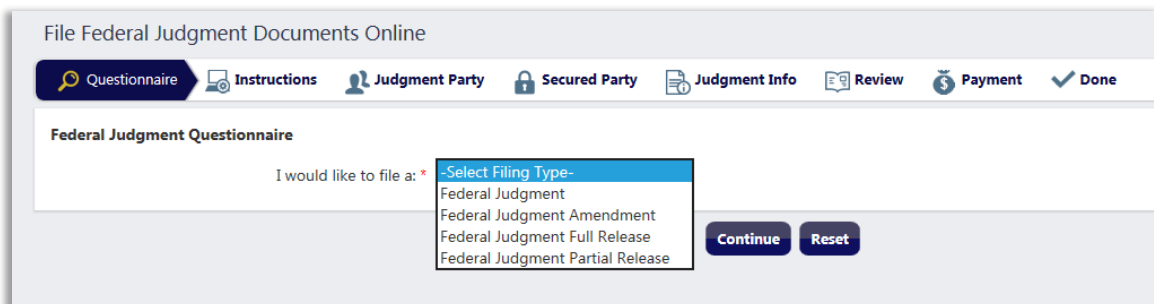 File Federal Judgment Documents Online
Questionnaire Instructions Judgment Party Secured Party Judgment Info Review Payment Done
Federal Judgment Questionnaire
I would like to file a: * -Select Filing Type-
Federal Judgment
Federal Judgment Amendment
Federal Judgment Full Release
Federal Judgment Partial Release
Continue Reset